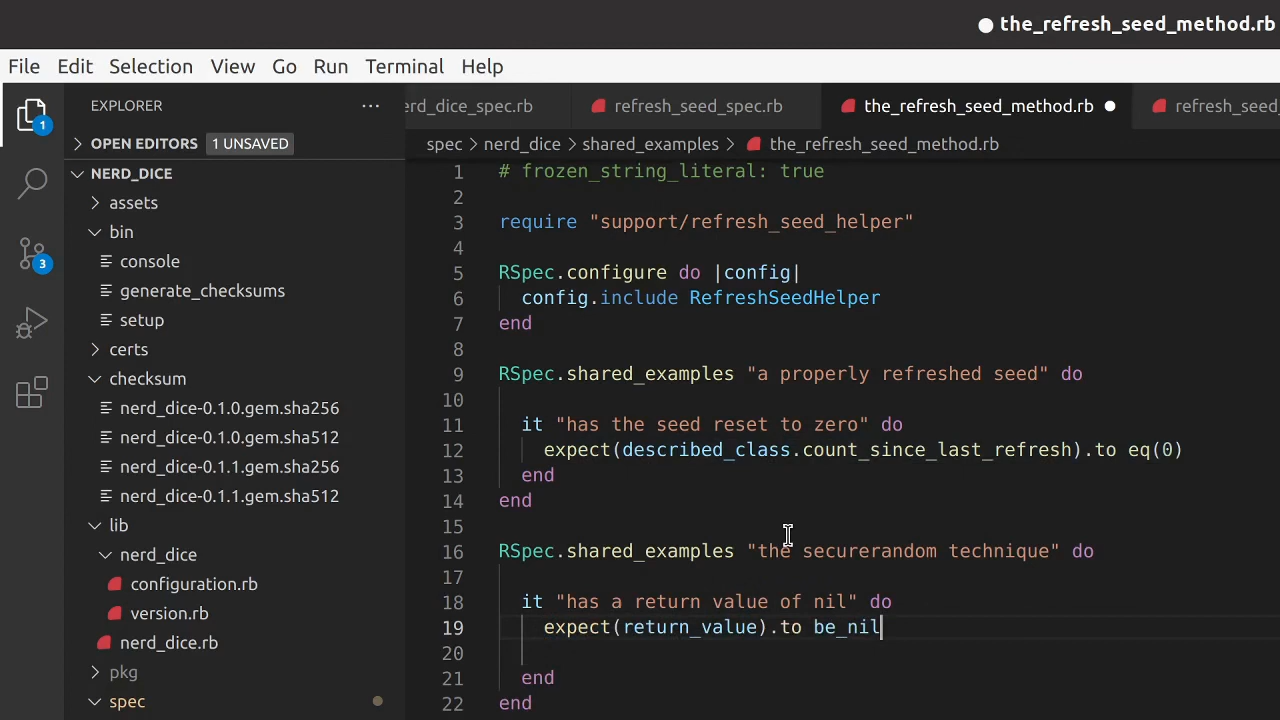 the_refresh_seed_method.rb
File Edit Selection View Go Run Terminal Help
EXPLORER
1
OPEN EDITORS 1 UNSAVED
NERD_DICE
assets
bin
console
generate_checksums
setup
certs
checksum
nerd_dice-0.1.0.gem.sha256
nerd_dice-0.1.0.gem.sha512
nerd_dice-0.1.1.gem.sha256
nerd_dice-0.1.1.gem.sha512
lib
nerd_dice
configuration.rb
version.rb
nerd_dice.rb
pkg
spec
3
erd_dice_spec.rb refresh_seed_spec.rb the_refresh_seed_method.rb refresh_seed_
spec > nerd_dice > shared_examples > the_refresh_seed_method.rb
1 # frozen_string_literal: true
2
3 require "support/refresh_seed_helper"
4
5 RSpec.configure do |config|
6 config.include RefreshSeedHelper
7 end
8
9 RSpec.shared_examples "a properly refreshed seed" do
10
11 it "has the seed reset to zero" do
12 expect(described_class.count_since_last_refresh).to eq(0)
13 end
14 end
15
16 RSpec.shared_examples "the securerandom technique" do
17
18 it "has a return value of nil" do
19 expect(return_value).to be_nil
20
21 end
22 end